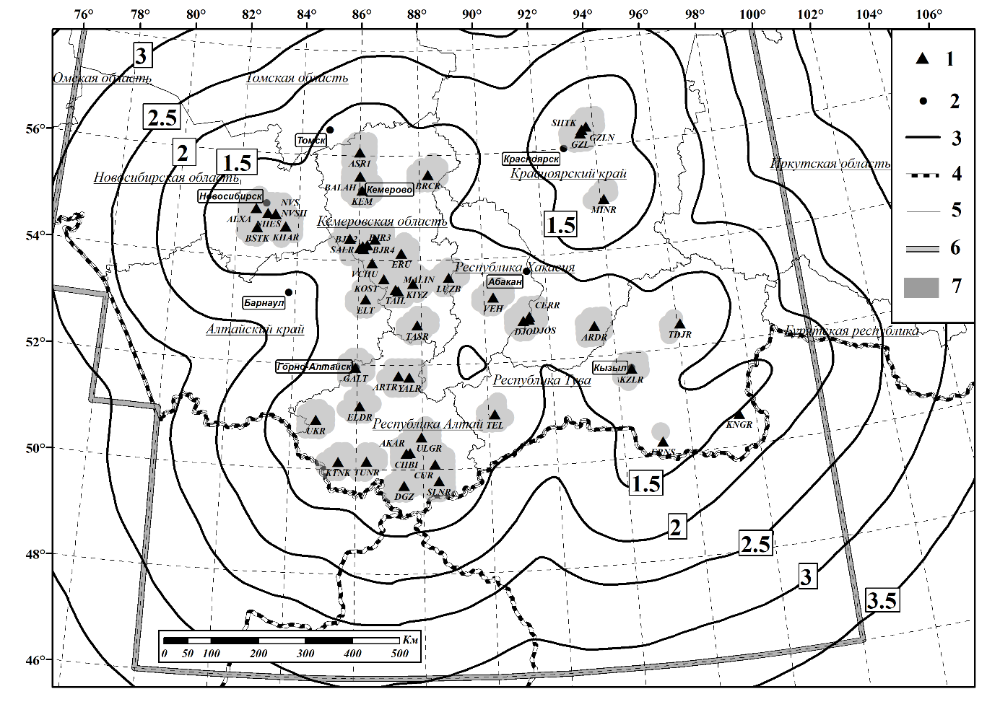 76° 78° 80° 82° 84° 86° 88° 90° 92° 94° 96° 98° 100° 102° 104° 106°
3
1
Омская область
Томская область
2
2.5
SHTK
56°
GZLN
3
Томск
GZL
2
ASR1
Красноярск
1.5
Иркутская область
Красноярский край
4
Новосибирская область
BALAH
Кемерово
BRCR
Новосибирск
KEM
NVS
MINR
5
ALXA
NVSH
NHES
Кемеровская область
1.5
54°
BSTK
KHAR
BJR3
SALR
BJR4
6
ERU
Республика Хакасия
VCHU
MALIN
Абакан
KOST
KIYZ
LUZB
7
Барнаул
TAIL
VEH
CERR
ELT
Алтайский край
DJO
DJOS
Бурятская республика
52°
TASR
ARDR
TDJR
Горно-Алтайск
Кызыл
GALT
Республика Тува
KZLR
ARTR
YALR
ELDR
Республика Алтай
TEL
KNGR
UKR
50°
AKAR
ULGR
ERNS
CHBI
KTNK
TUNR
CUR
1.5
DGZ
SLNR
2
2.5
48°
3
3.5
Км
0 50 100 200 300 400 500
46°